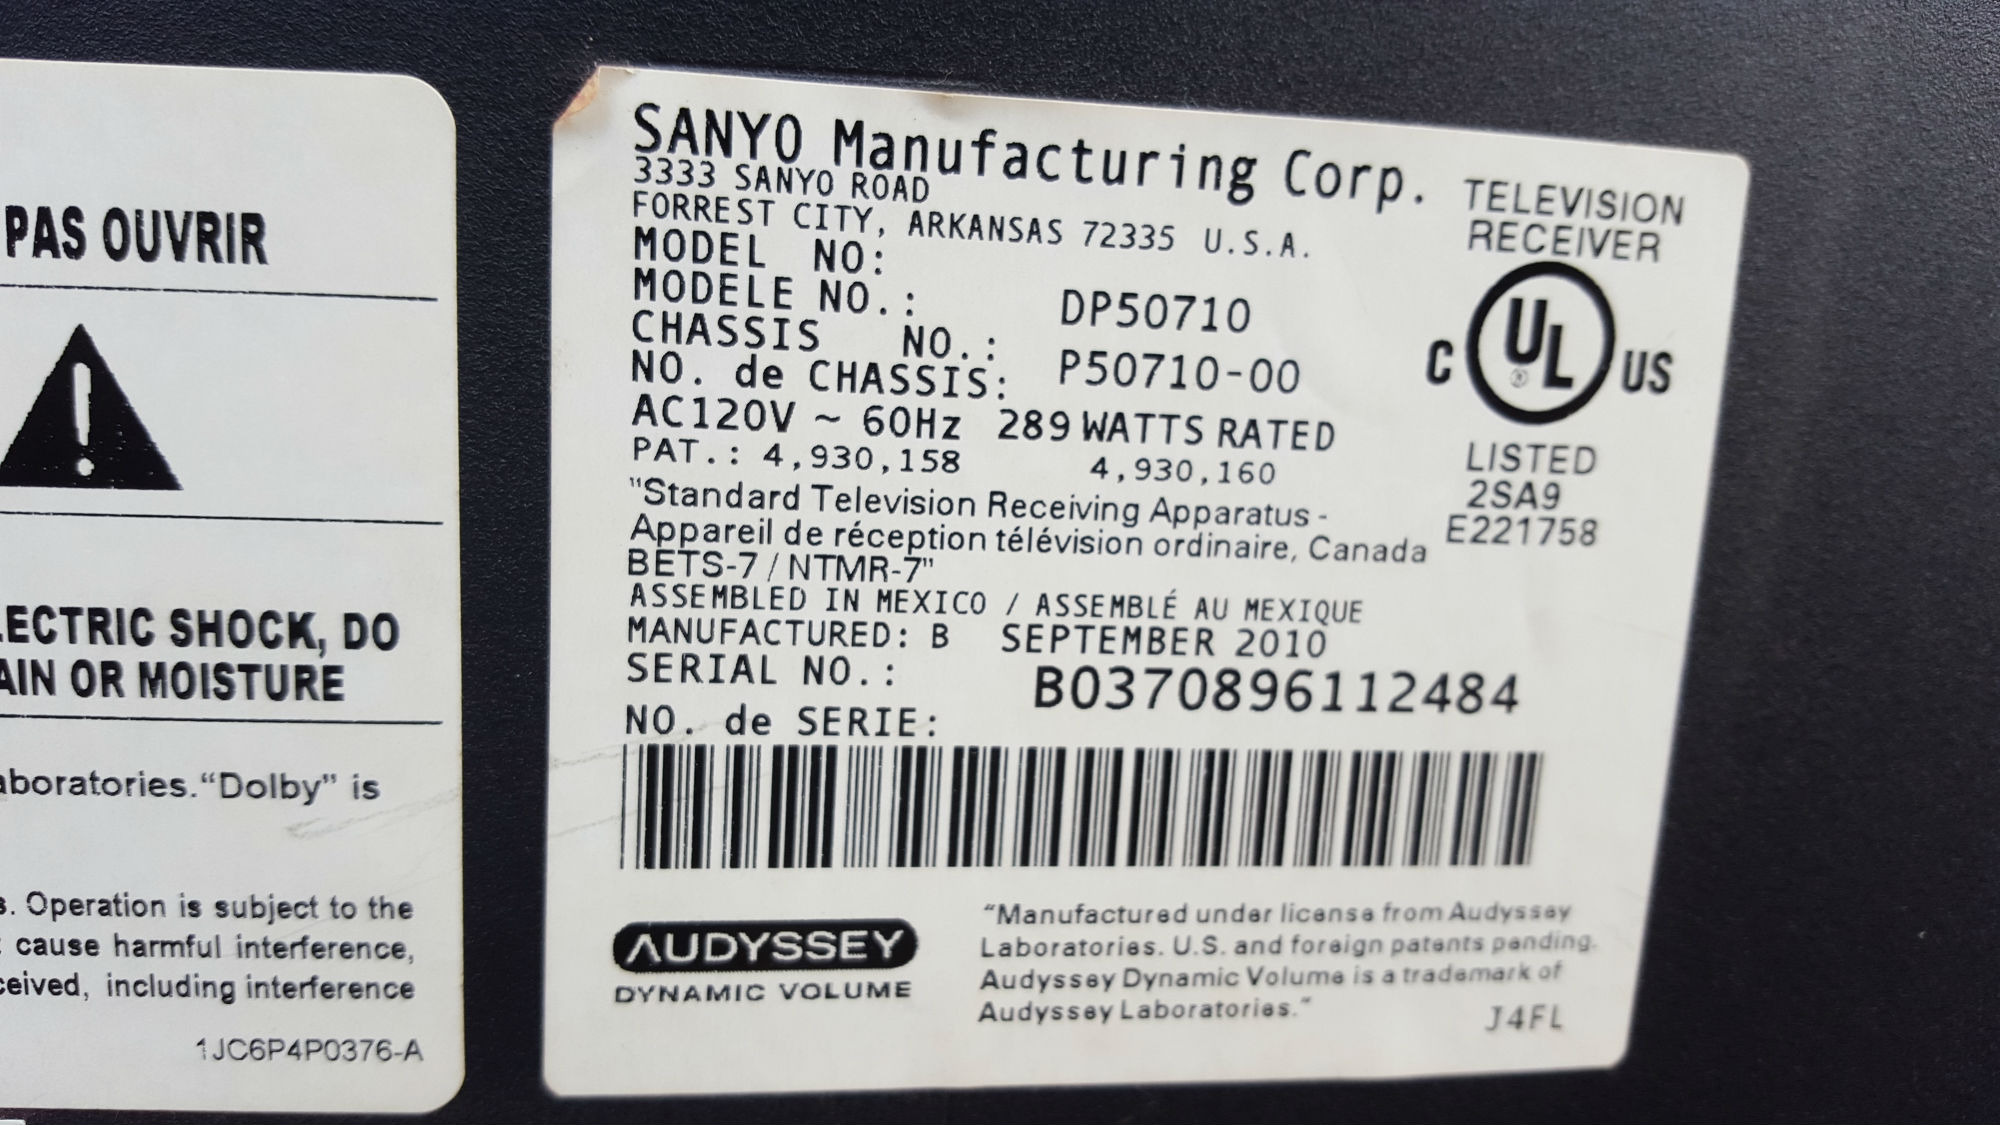 PAS OUVRIR
ECTRIC SHOCK, DO
AIN OR MOISTURE
aboratories."Dolby" is
s. Operation is subject to the
cause harmful interference,
ceived, including interference
1JC6P4P0376-A
SANYO Manufacturing Corp.
3333 SANYO ROAD
FORREST CITY, ARKANSAS 72335 U.S.A.
MODEL NO:
MODELE NO.: DP50710
CHASSIS NO.:
NO. de CHASSIS: P50710-00
AC120V ~ 60Hz 289 WATTS RATED
PAT.: 4,930,158 4,930,160
"Standard Television Receiving Apparatus -
Appareil de réception télévision ordinaire, Canada
BETS-7 / NTMR-7"
ASSEMBLED IN MEXICO / ASSEMBLÉ AU MEXIQUE
MANUFACTURED: B SEPTEMBER 2010
SERIAL NO.: B0370896112484
NO. de SERIE:
TELEVISION
RECEIVER
C UL ® US
LISTED
2SA9
E221758
AUDYSSEY
DYNAMIC VOLUME
"Manufactured under license from Audyssey
Laboratories. U.S. and foreign patents pending.
Audyssey Dynamic Volume is a trademark of
Audyssey Laboratories."
J4FL